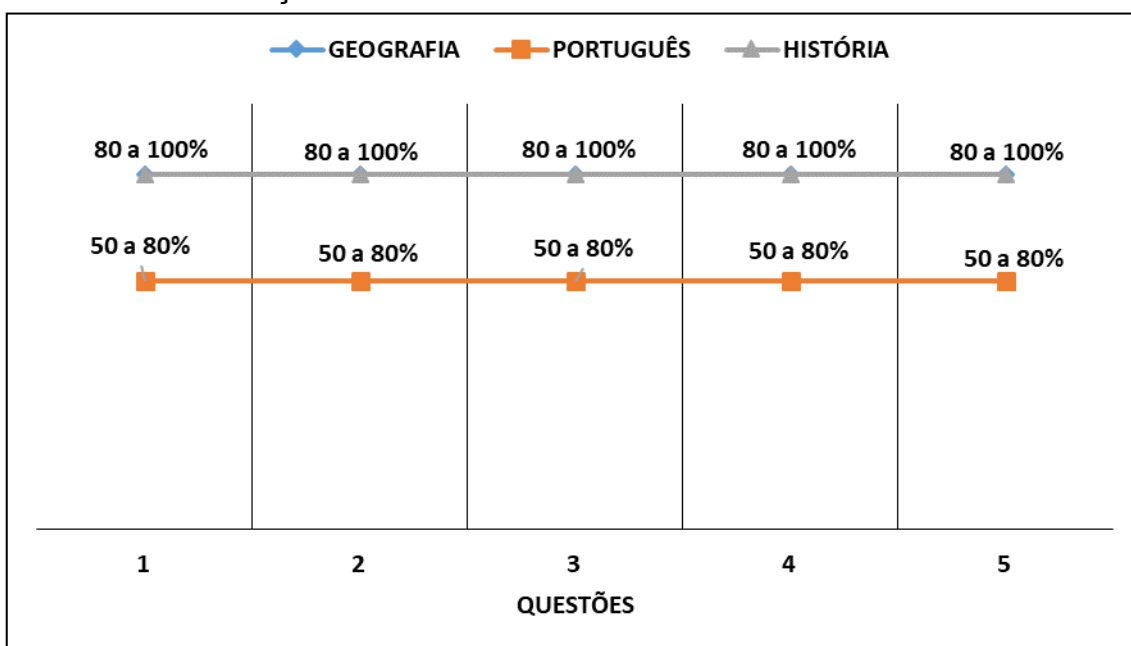 GEOGRAFIA PORTUGUÊS HISTÓRIA
80 a 100% 80 a 100% 80 a 100% 80 a 100% 80 a 100%
50 a 80% 50 a 80% 50 a 80% 50 a 80% 50 a 80%
1 2 3 4 5
QUESTÕES